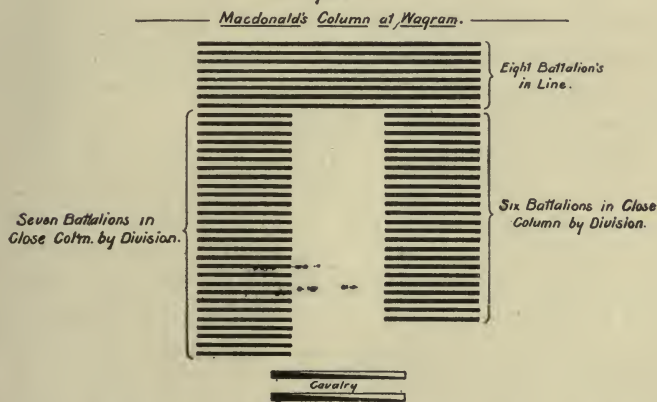 Macdonald's Column at Wagram.
Eight Battalion's
in Line.
Seven Battalions in
Close Colm. by Division.
Six Battalions in Close
Column by Division.
Cavalry